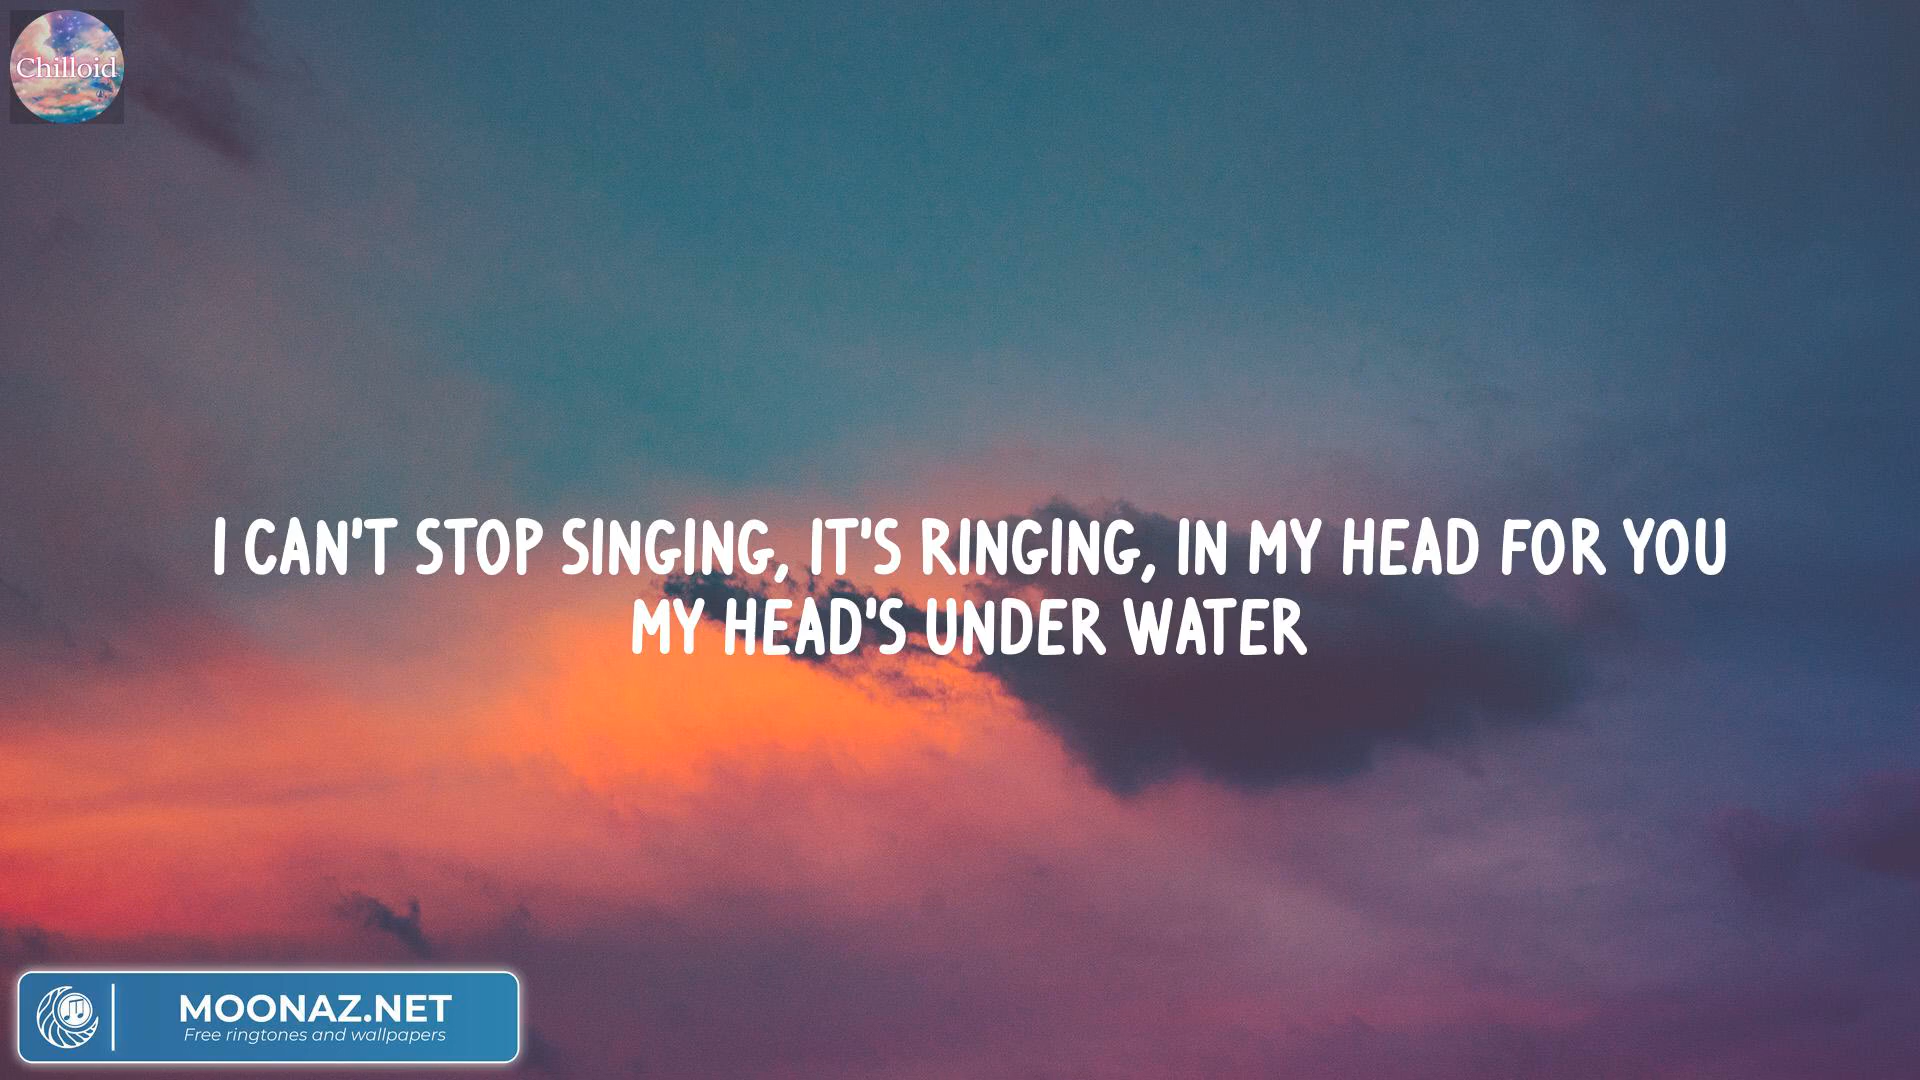 Chilloid
I CAN'T STOP SINGING, IT'S RINGING, IN MY HEAD FOR YOU
MY HEAD'S UNDER WATER
MOONAZ.NET
Free ringtones and wallpapers